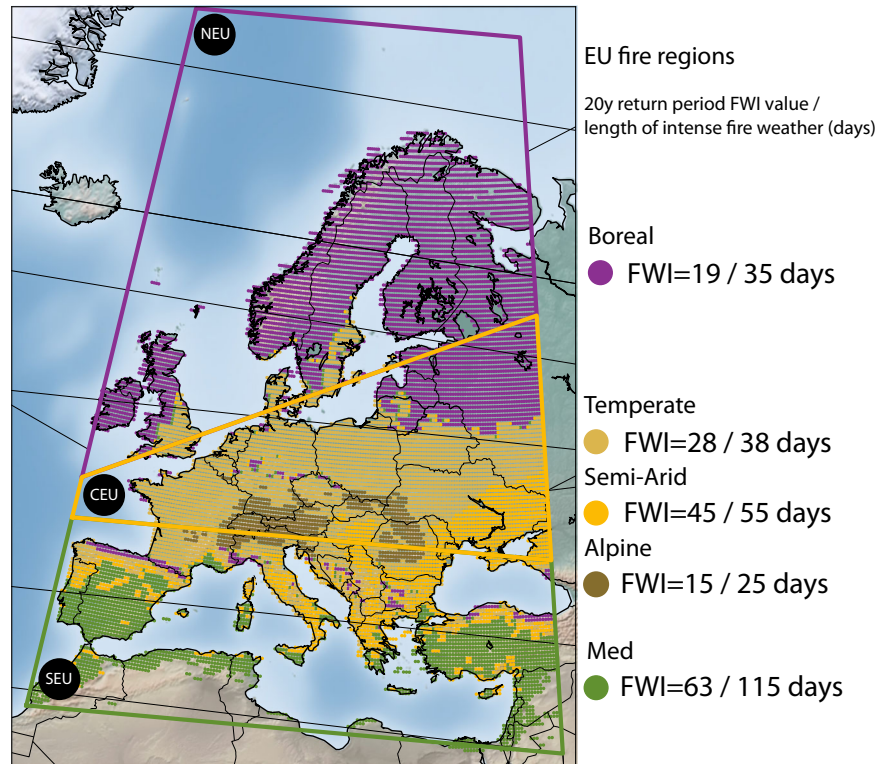 NEU
EU fire regions
20y return period FWI value /
length of intense fire weather (days)
Boreal
FWI=19 / 35 days
Temperate
FWI=28 / 38 days
Semi-Arid
FWI=45 / 55 days
CEU
Alpine
FWI=15 / 25 days
Med
FWI=63 / 115 days
SEU